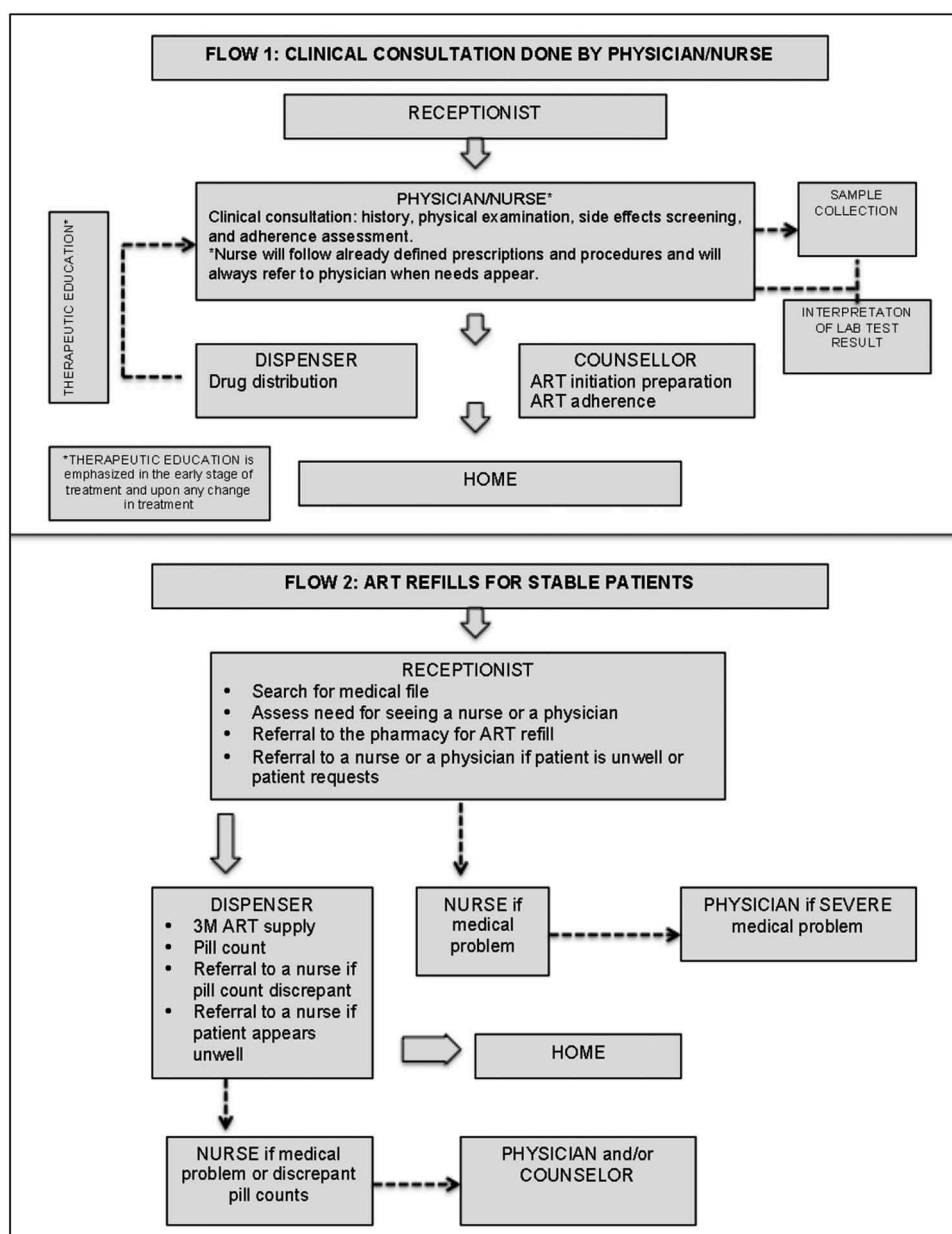 FLOW 1: CLINICAL CONSULTATION DONE BY PHYSICIAN/NURSE
RECEPTIONIST
PHYSICIAN/NURSE*
Clinical consultation: history, physical examination, side effects screening,
and adherence assessment.
*Nurse will follow already defined prescriptions and procedures and will
always refer to physician when needs appear.
SAMPLE
COLLECTION
THERAPEUTIC EDUCATION*
INTERPRETATON
OF LAB TEST
RESULT
DISPENSER
Drug distribution
COUNSELLOR
ART initiation preparation
ART adherence
*THERAPEUTIC EDUCATION is
emphasized in the early stage of
treatment and upon any change
in treatment
HOME
FLOW 2: ART REFILLS FOR STABLE PATIENTS
RECEPTIONIST
• Search for medical file
• Assess need for seeing a nurse or a physician
• Referral to the pharmacy for ART refill
• Referral to a nurse or a physician if patient is unwell or
patient requests
DISPENSER
• 3M ART supply
• Pill count
• Referral to a nurse if
pill count discrepant
• Referral to a nurse if
patient appears
unwell
NURSE if
medical
problem
PHYSICIAN if SEVERE
medical problem
HOME
NURSE if medical
problem or discrepant
pill counts
PHYSICIAN and/or
COUNSELOR